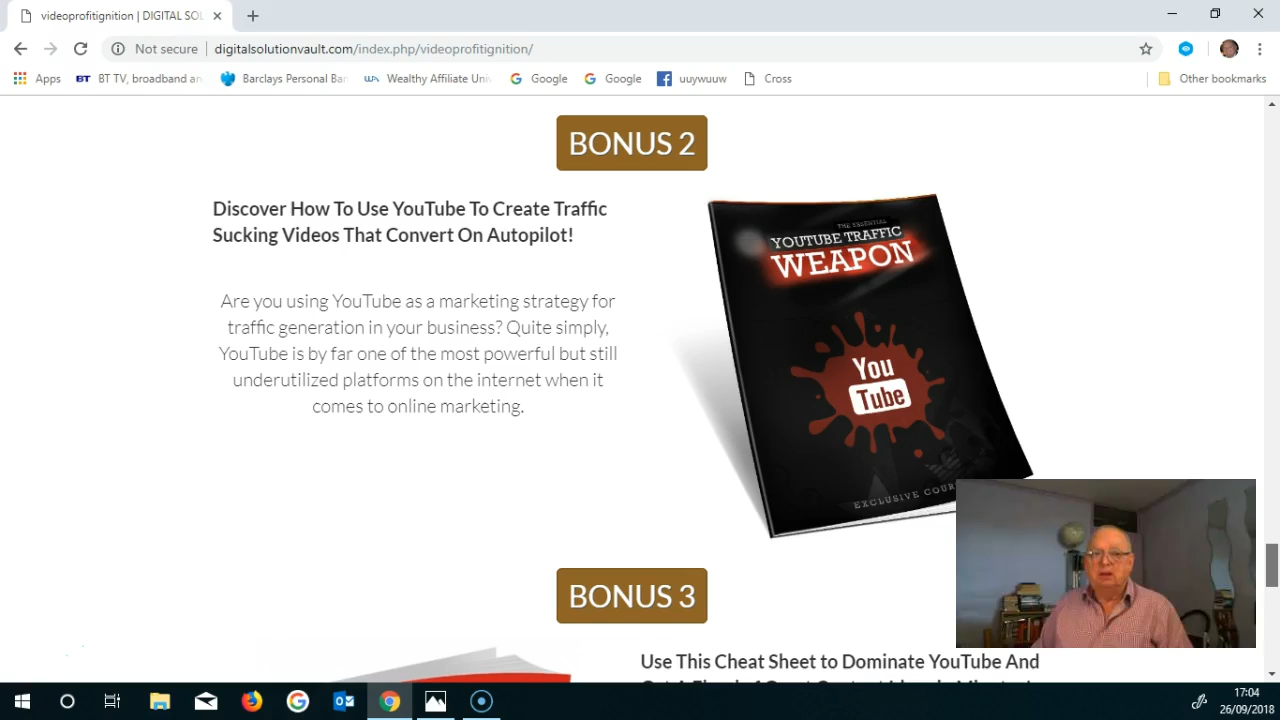 videoprofitignition | DIGITAL SOL
Not secure
digitalsolutionvault.com/index.php/videoprofitignition/
Apps
BT TV, broadband an
Barclays Personal Ban
Wealthy Affiliate Univ
Google
Google
uuywuuw
Cross
Other bookmarks
BONUS 2
Discover How To Use YouTube To Create Traffic
Sucking Videos That Convert On Autopilot!
Are you using YouTube as a marketing strategy for
traffic generation in your business? Quite simply,
YouTube is by far one of the most powerful but still
underutilized platforms on the internet when it
comes to online marketing.
THE ESSENTIAL
YOUTUBE TRAFFIC
WEAPON
You
Tube
EXCLUSIVE COUR
BONUS 3
Use This Cheat Sheet to Dominate YouTube And
17:04
26/09/2018